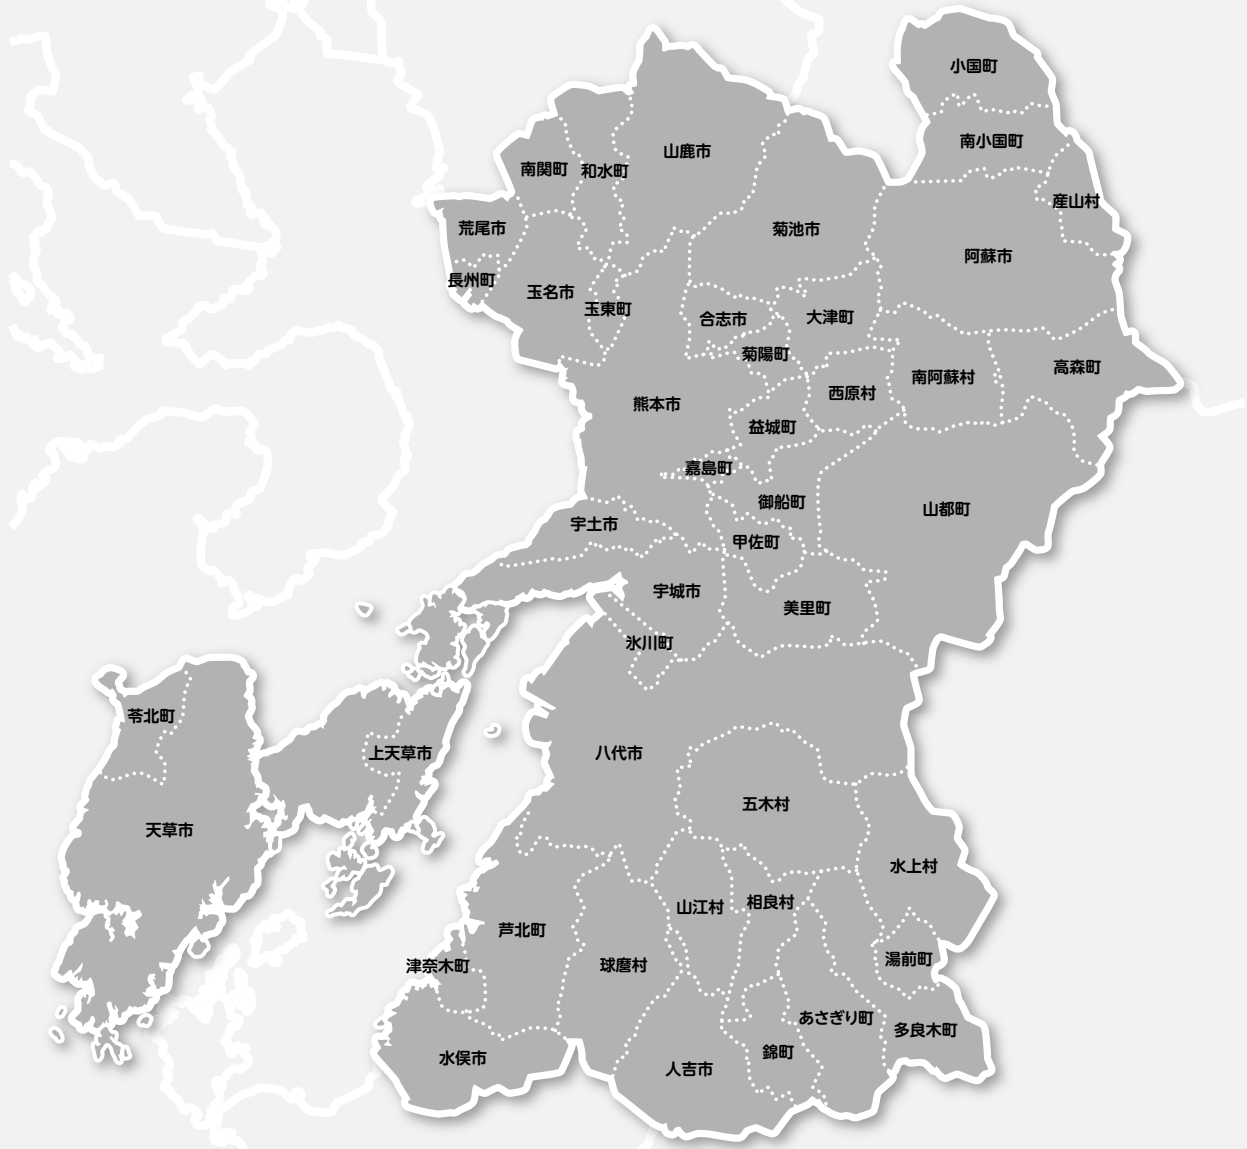 小国町
南小国町
山鹿市
南関町
和水町
産山村
荒尾市
菊池市
阿蘇市
長州町
玉名市
玉東町
合志市
大津町
菊陽町
高森町
南阿蘇村
西原村
熊本市
益城町
嘉島町
御船町
山都町
宇土市
甲佐町
宇城市
美里町
氷川町
苓北町
上天草市
八代市
五木村
天草市
水上村
相良村
山江村
芦北町
湯前町
津奈木町
球磨村
あさぎり町
多良木町
錦町
水俣市
人吉市